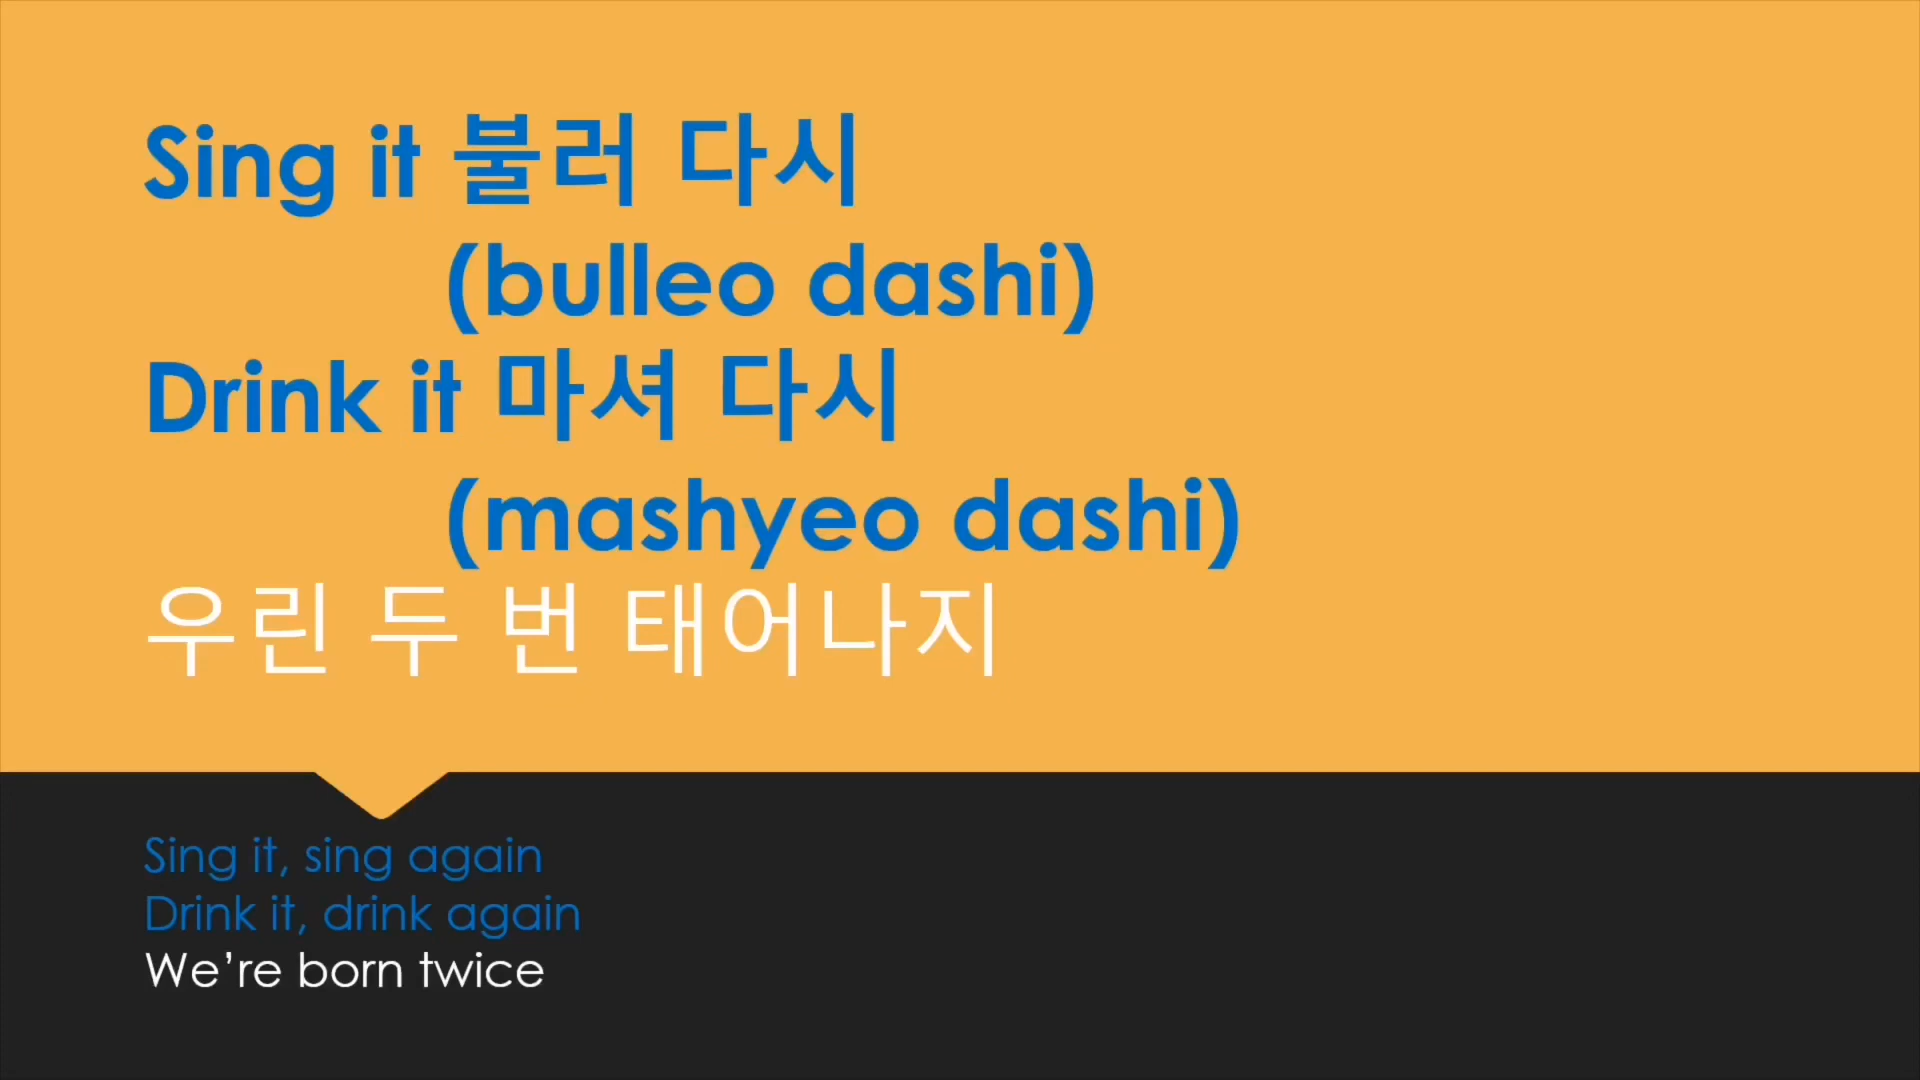 Sing it 불러 다시
(bulleo dashi)
Drink it 마셔 다시
(mashyeo dashi)
우린 두 번 태어나지
Sing it, sing again
Drink it, drink again
We’re born twice